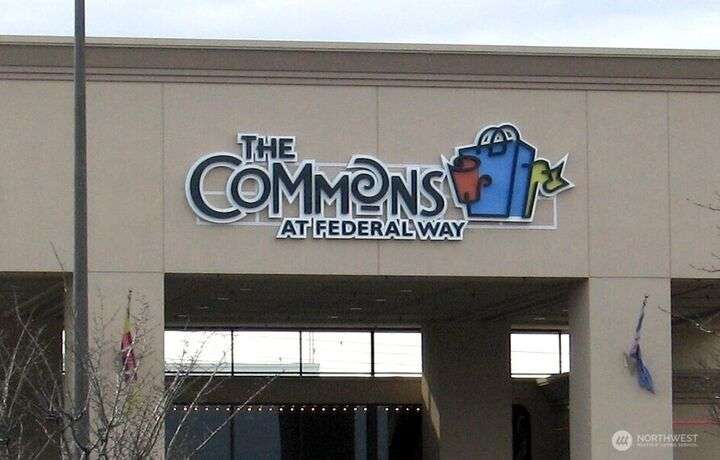 THE
COMMONS
AT FEDERAL WAY
NORTHWEST